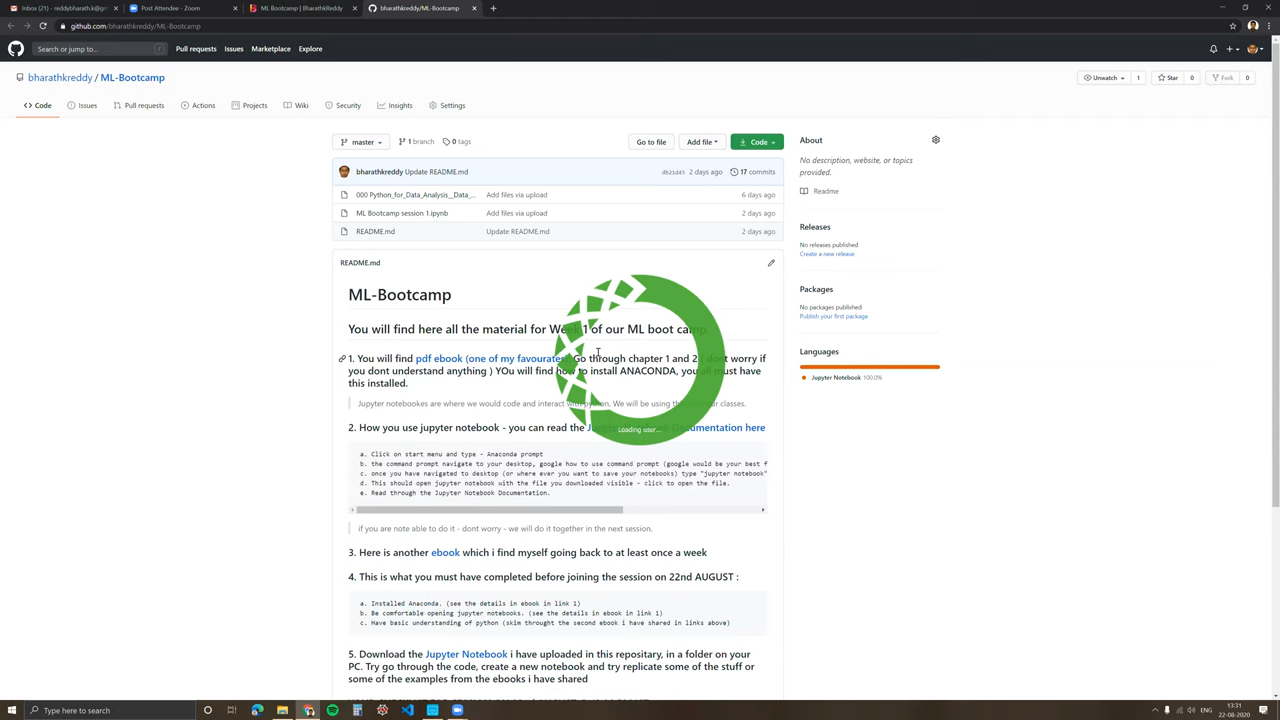 Inbox (21) - reddybharath.k@gm
Post Attendee - Zoom
ML Bootcamp | BharathReddy
bharathkreddy/ML-Bootcamp
github.com/bharathkreddy/ML-Bootcamp
Search or jump to...
/
Pull requests
Issues
Marketplace
Explore
bharathkreddy / ML-Bootcamp
Unwatch
1
Star
0
Fork
0
Code
Issues
Pull requests
Actions
Projects
Wiki
Security
Insights
Settings
master
1 branch
0 tags
Go to file
Add file
Code
bharathkreddy Update README.md
db21d45 2 days ago
17 commits
000 Python_for_Data_Analysis__Data_...
Add files via upload
6 days ago
ML Bootcamp session 1.ipynb
Add files via upload
2 days ago
README.md
Update README.md
2 days ago
README.md
ML-Bootcamp
You will find here all the material for Week 1 of our ML boot camp.
1. You will find pdf ebook (one of my favourates). Go through chapter 1 and 2 ( dont worry if
you dont understand anything ) YOu will find how to install ANACONDA, you all must have
this installed.
Jupyter notebookes are where we would code and interact with python. We will be using this in our classes.
2. How you use jupyter notebook - you can read the Jupyter Notebook Documentation here
a. Click on start menu and type - Anaconda prompt
b. the command prompt navigate to your desktop, google how to use command prompt (google would be your best f
c. once you have navigated to desktop (or where ever you want to save your notebooks) type "jupyter notebook"
d. This should open jupyter notebook with the file you downloaded visible - click to open the file.
e. Read through the Jupyter Notebook Documentation.
if you are note able to do it - dont worry - we will do it together in the next session.
3. Here is another ebook which i find myself going back to at least once a week
4. This is what you must have completed before joining the session on 22nd AUGUST :
a. Installed Anaconda. (see the details in ebook in link 1)
b. Be comfortable opening jupyter notebooks. (see the details in ebook in link 1)
c. Have basic understanding of python (skim throught the second ebook i have shared in links above)
5. Download the Jupyter Notebook i have uploaded in this repositary, in a folder on your
PC. Try go through the code, create a new notebook and try replicate some of the stuff or
some of the examples from the ebooks i have shared
Loading user...
About
No description, website, or topics
provided.
Readme
Releases
No releases published
Create a new release
Packages
No packages published
Publish your first package
Languages
Jupyter Notebook 100.0%
Type here to search
ENG
13:31
22-08-2020